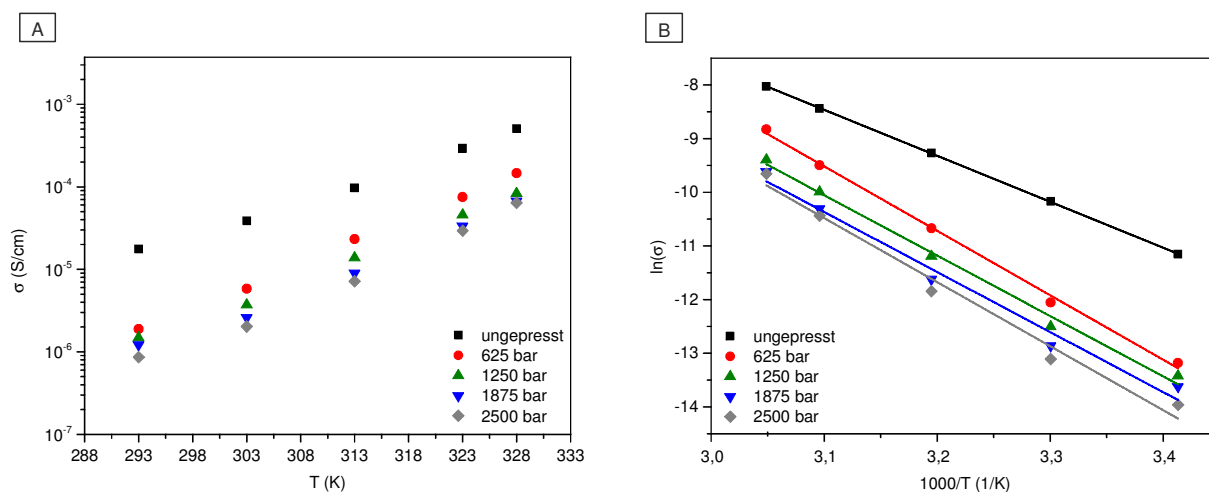 A
σ (S/cm)
10⁻³
10⁻⁴
10⁻⁵
10⁻⁶
10⁻⁷
ungepresst
625 bar
1250 bar
1875 bar
2500 bar
288 293 298 303 308 313 318 323 328 333
T (K)
B
ln(σ)
-8
-9
-10
-11
-12
-13
-14
ungepresst
625 bar
1250 bar
1875 bar
2500 bar
3,0 3,1 3,2 3,3 3,4
1000/T (1/K)